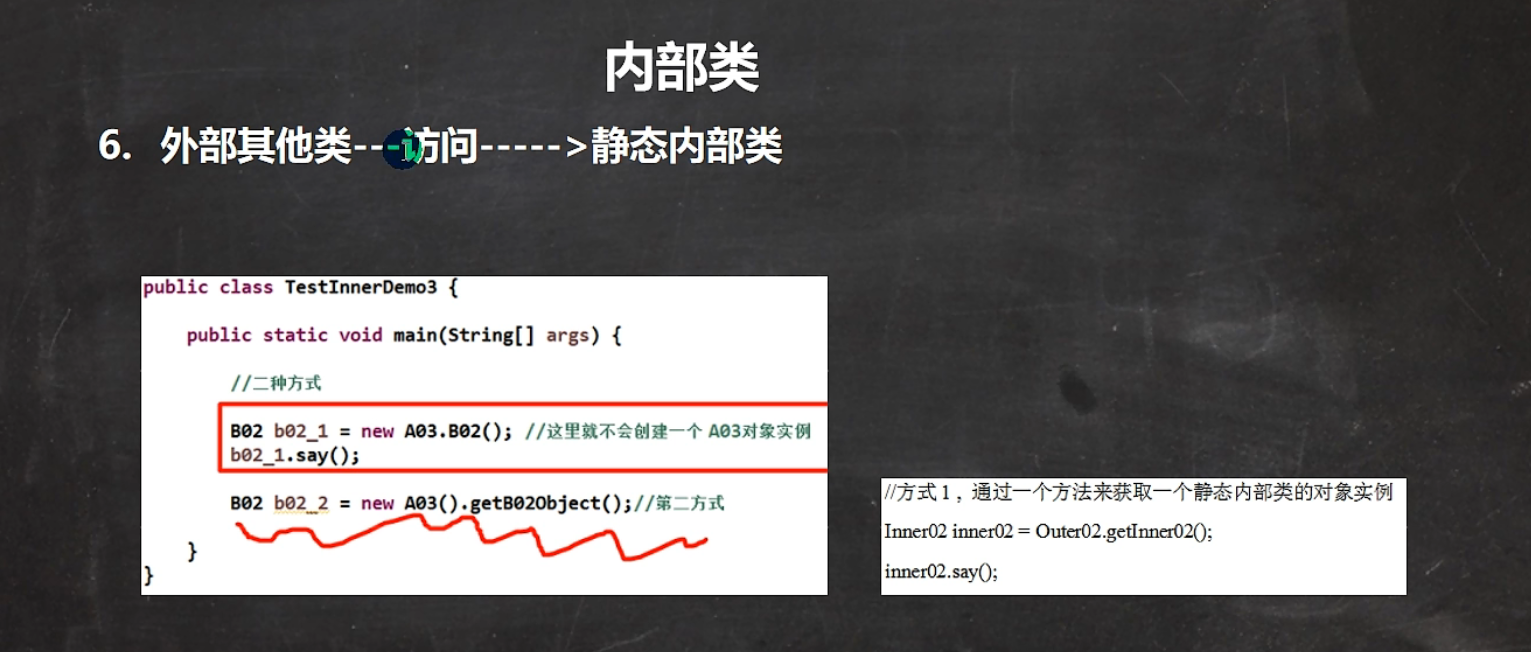 内部类
6. 外部其他类---访问----->静态内部类
public class TestInnerDemo3 {
public static void main(String[] args) {
//二种方式
B02 b02_1 = new A03.B02(); //这里就不会创建一个 A03对象实例
b02_1.say();
B02 b02_2 = new A03().getB02Object();//第二方式
}
}
//方式 1 , 通过一个方法来获取一个静态内部类的对象实例
Inner02 inner02 = Outer02.getInner02();
inner02.say();